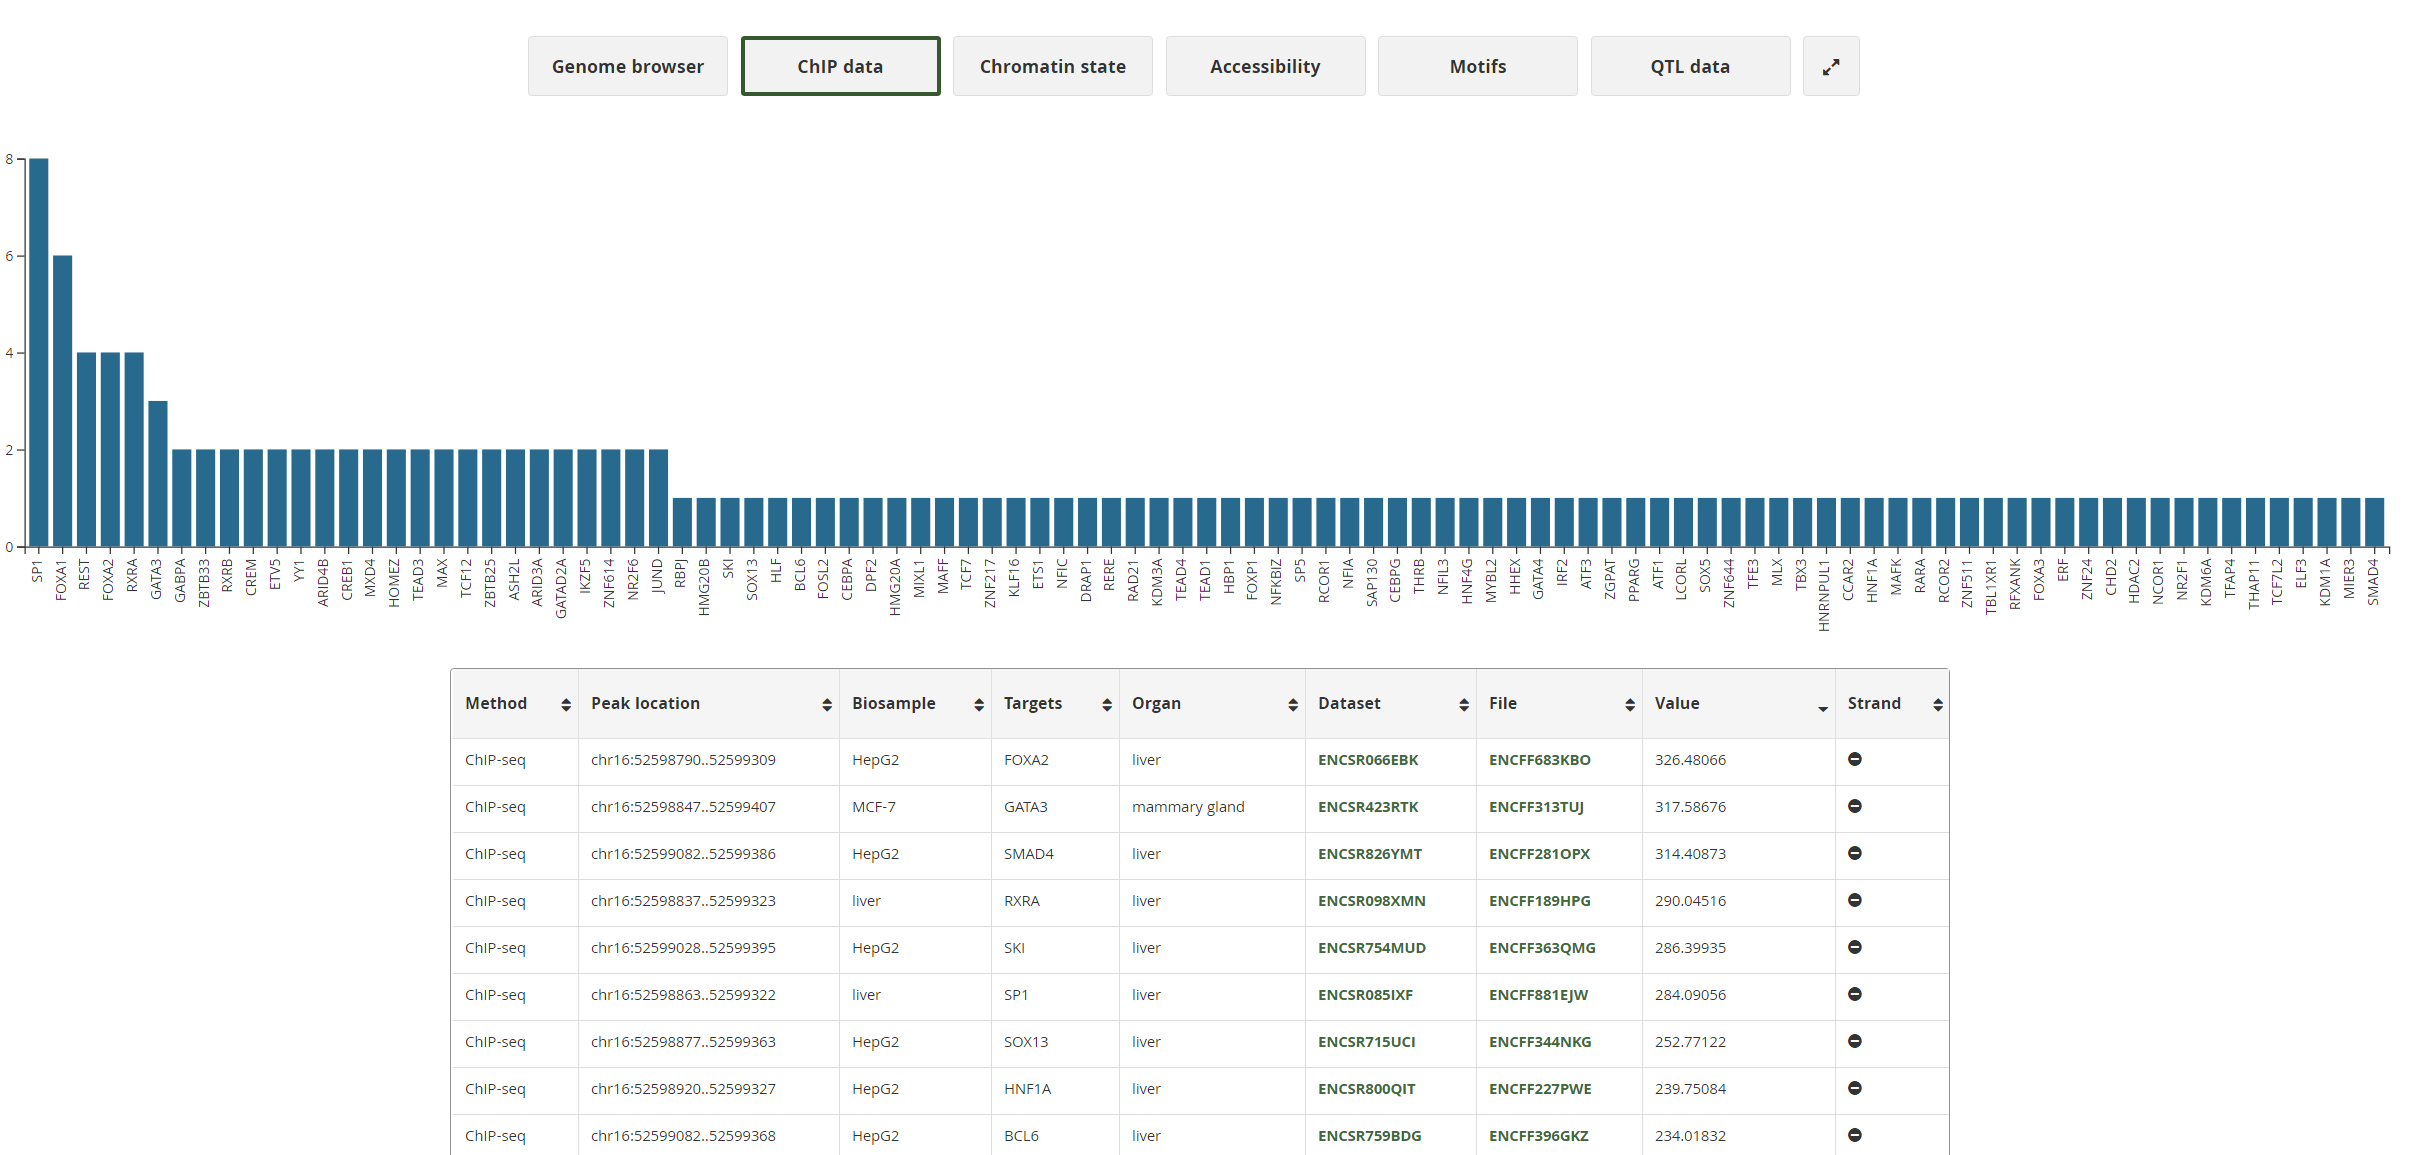 Genome browser ChIP data Chromatin state Accessibility Motifs QTL data
8
6
4
2
0
SP1 FOXA1 REST FOXA2 RXRA GATA3 GABPA ZBTB33 RXRB CREM ETV5 YY1 ARID4B CREB1 MXD4 HOMEZ TEAD3 MAX TCF12 ZBTB25 ASH2L ARID3A GATAD2A IKZF5 ZNF614 NR2F6 JUND RBPJ HMG20B SKI SOX13 HLF BCL6 FOSL2 CEBPA DPF2 HMG20A MIXL1 MAFF TCF7 ZNF217 KLF16 ETS1 NFIC DRAP1 RERE RAD21 KDM3A TEAD4 TEAD1 HBP1 FOXP1 NFKBIZ SP5 RCOR1 NFIA SAP130 CEBPG THRB NFIL3 HNF4G MYBL2 HHEX GATA4 IRF2 ATF3 ZGPAT PPARG ATF1 LCORL SOX5 ZNF644 TFE3 MLX TBX3 HNRNPUL1 CCAR2 HNF1A MAFK RARA RCOR2 ZNF511 TBL1XR1 RFXANK FOXA3 ERF ZNF24 CHD2 HDAC2 NCOR1 NR2F1 KDM6A TFAP4 THAP11 TCF7L2 ELF3 KDM1A MIER3 SMAD4
Method Peak location Biosample Targets Organ Dataset File Value Strand
ChIP-seq chr16:52598790..52599309 HepG2 FOXA2 liver ENCSR066EBK ENCFF683KBO 326.48066
ChIP-seq chr16:52598847..52599407 MCF-7 GATA3 mammary gland ENCSR423RTK ENCFF313TUJ 317.58676
ChIP-seq chr16:52599082..52599386 HepG2 SMAD4 liver ENCSR826YMT ENCFF281OPX 314.40873
ChIP-seq chr16:52598837..52599323 liver RXRA liver ENCSR098XMN ENCFF189HPG 290.04516
ChIP-seq chr16:52599028..52599395 HepG2 SKI liver ENCSR754MUD ENCFF363QMG 286.39935
ChIP-seq chr16:52598863..52599322 liver SP1 liver ENCSR085IXF ENCFF881EJW 284.09056
ChIP-seq chr16:52598877..52599363 HepG2 SOX13 liver ENCSR715UCI ENCFF344NKG 252.77122
ChIP-seq chr16:52598920..52599327 HepG2 HNF1A liver ENCSR800QIT ENCFF227PWE 239.75084
ChIP-seq chr16:52599082..52599368 HepG2 BCL6 liver ENCSR759BDG ENCFF396GKZ 234.01832